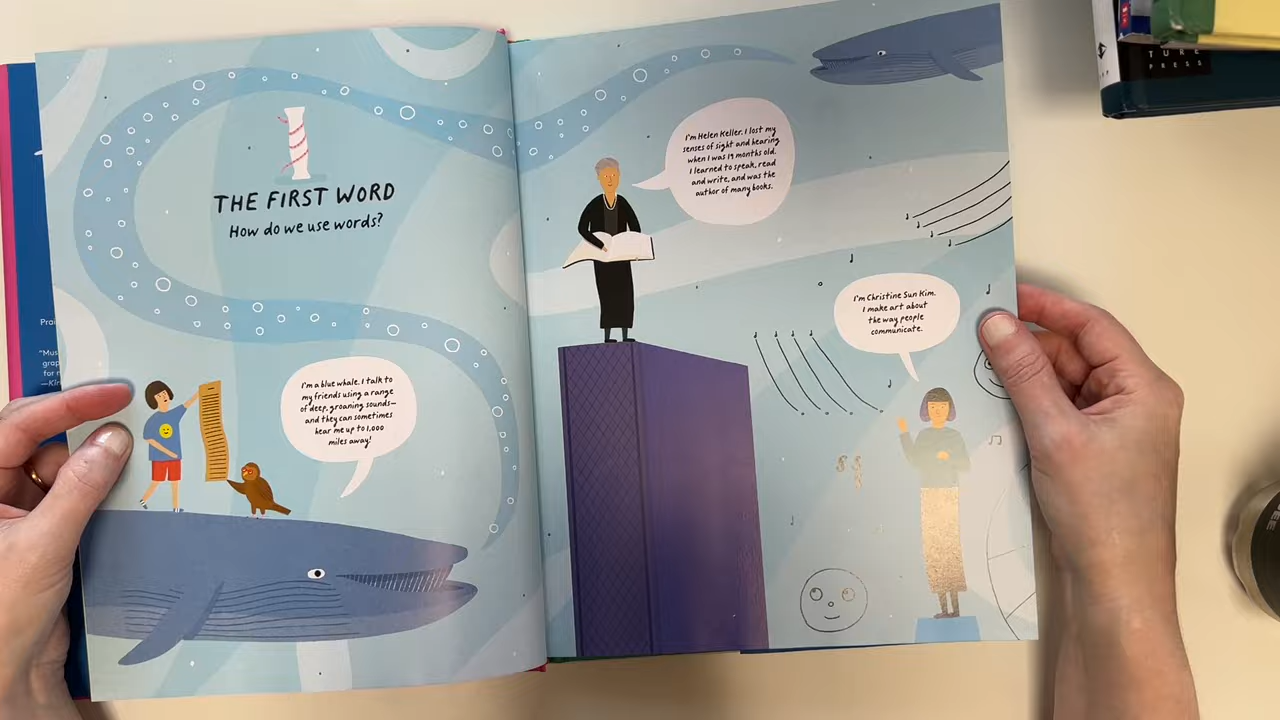 1
THE FIRST WORD
How do we use words?
I'm a blue whale. I talk to
my friends using a range
of deep, groaning sounds—
and they can sometimes
hear me up to 1,000
miles away!
I'm Helen Keller. I lost my
senses of sight and hearing
when I was 19 months old.
I learned to speak, read
and write, and was the
author of many books.
I'm Christine Sun Kim.
I make art about
the way people
communicate.
TURE
PRESS